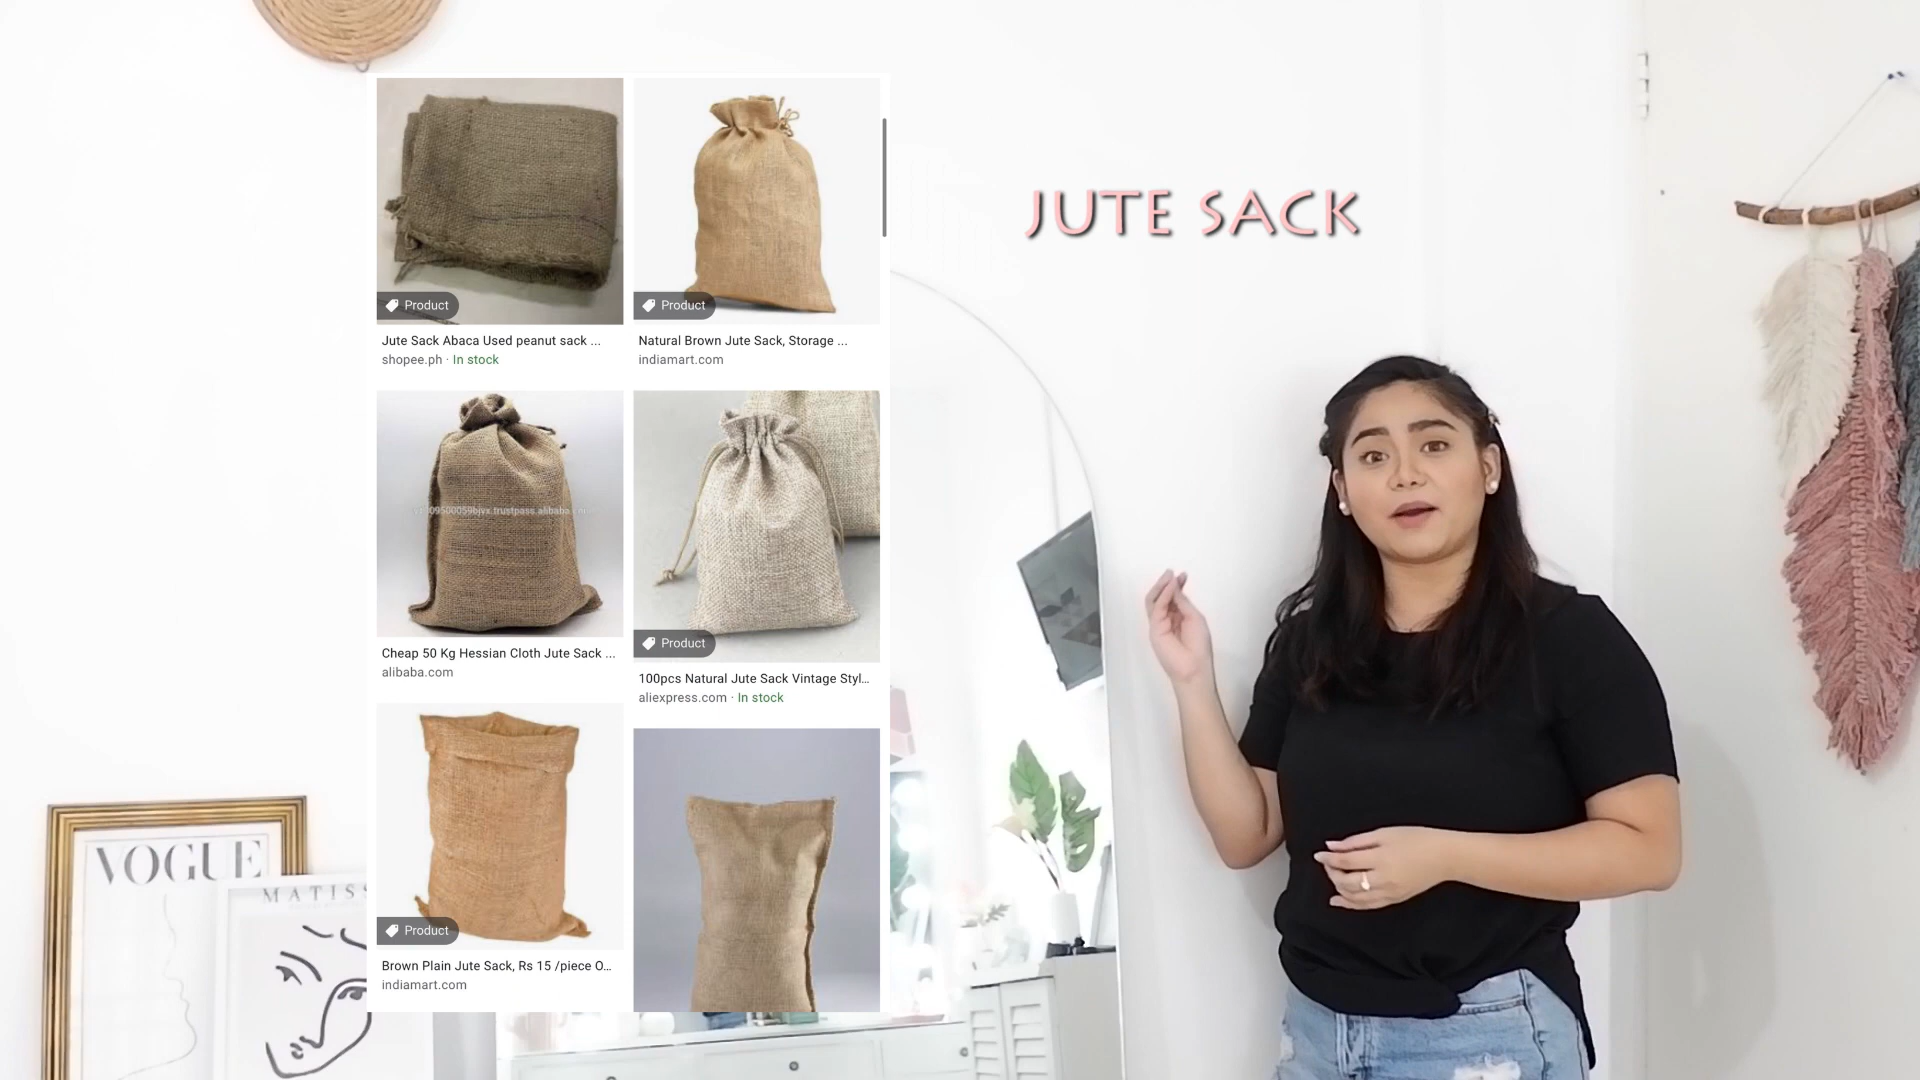 JUTE SACK
Product
Jute Sack Abaca Used peanut sack ...
shopee.ph · In stock
Product
Natural Brown Jute Sack, Storage ...
indiamart.com
Cheap 50 Kg Hessian Cloth Jute Sack ...
alibaba.com
Product
100pcs Natural Jute Sack Vintage Styl...
aliexpress.com · In stock
Product
Brown Plain Jute Sack, Rs 15 /piece O...
indiamart.com
VOGUE
MATISS